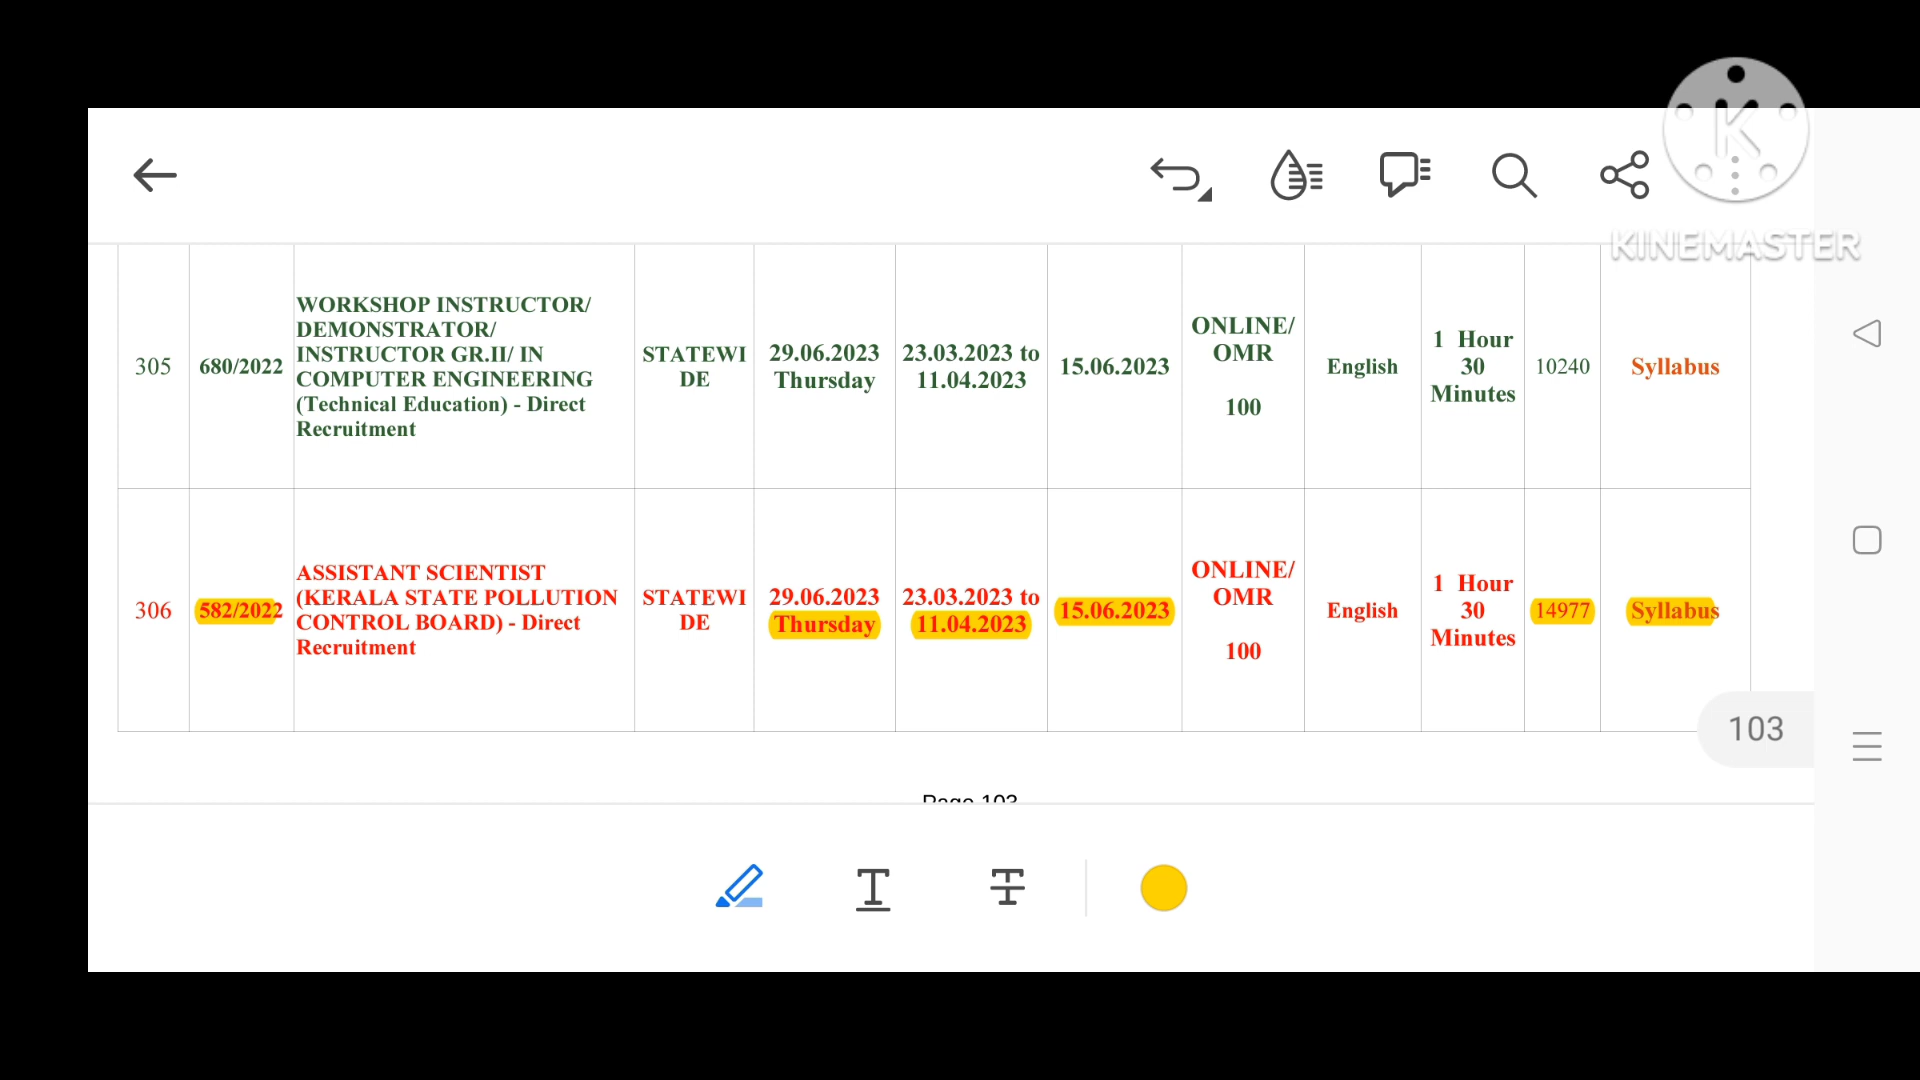 KINEMASTER
305
680/2022
WORKSHOP INSTRUCTOR/
DEMONSTRATOR/
INSTRUCTOR GR.II/ IN
COMPUTER ENGINEERING
(Technical Education) - Direct
Recruitment
STATEWI
DE
29.06.2023
Thursday
23.03.2023 to
11.04.2023
15.06.2023
ONLINE/
OMR
100
English
1 Hour
30
Minutes
10240
Syllabus
306
582/2022
ASSISTANT SCIENTIST
(KERALA STATE POLLUTION
CONTROL BOARD) - Direct
Recruitment
STATEWI
DE
29.06.2023
Thursday
23.03.2023 to
11.04.2023
15.06.2023
ONLINE/
OMR
100
English
1 Hour
30
Minutes
14977
Syllabus
103
Page 103